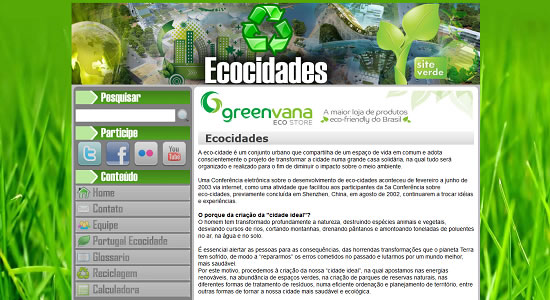 Ecocidades
site
verde
Pesquisar
Participe
You
Tube
Conteúdo
Home
Contato
Equipe
Portugal Ecocidade
Glossario
Reciclagem
Calculadora
greenvana
ECO STORE
A maior loja de produtos
eco-friendly do Brasil
Ecocidades
A eco-cidade é um conjunto urbano que compartilha de um espaço de vida em comum e adota
conscientemente o projeto de transformar a cidade numa grande casa solidária, na qual tudo será
organizado e realizado para o fim de diminuir o impacto sobre o meio ambiente.
Uma Conferência eletrônica sobre o desenvolvimento de eco-cidades aconteceu de fevereiro a junho de
2003 via internet, como uma atividade que facilitou aos participantes da 5a Conferência sobre
eco-cidades, previamente concluída em Shenzhen, China, em agosto de 2002, continuarem a trocar idéias
e experiências.
O porque da criação da "cidade ideal"?
O homem tem transformado profundamente a natureza, destruindo espécies animais e vegetais,
desviando cursos de rios, cortando montanhas, drenando pântanos e amontoando toneladas de poluentes
no ar, na água e no solo.
É essencial alertar as pessoas para as consequências, das horrendas transformações que o planeta Terra
tem sofrido, de modo a "repararmos" os erros cometidos no passado e lutarmos por um mundo melhor,
mais saudável.
Por este motivo, procedemos à criação da nossa "cidade ideal", na qual apostamos nas energias
renováveis, na abundância de espaços verdes, na criação de parques de reservas naturais, nas
diferentes formas de tratamento de resíduos, numa eficiente ordenação e planejamento de território, entre
outras formas de tornar a nossa cidade mais saudável e ecológica.